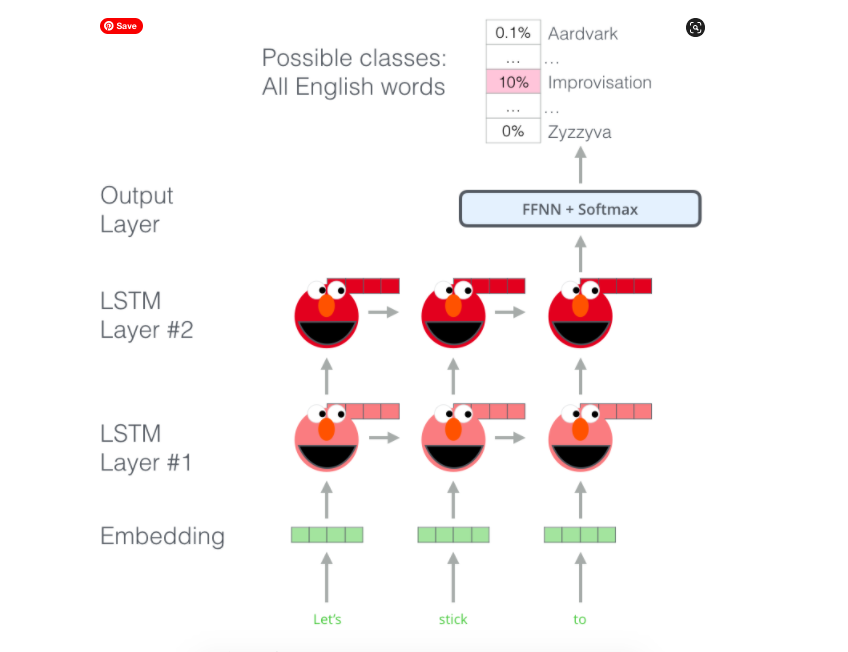 Save
Possible classes:
All English words
0.1% Aardvark
... ...
10% Improvisation
... ...
0% Zyzzyva
Output
Layer
FFNN + Softmax
LSTM
Layer #2
LSTM
Layer #1
Embedding
Let's stick to